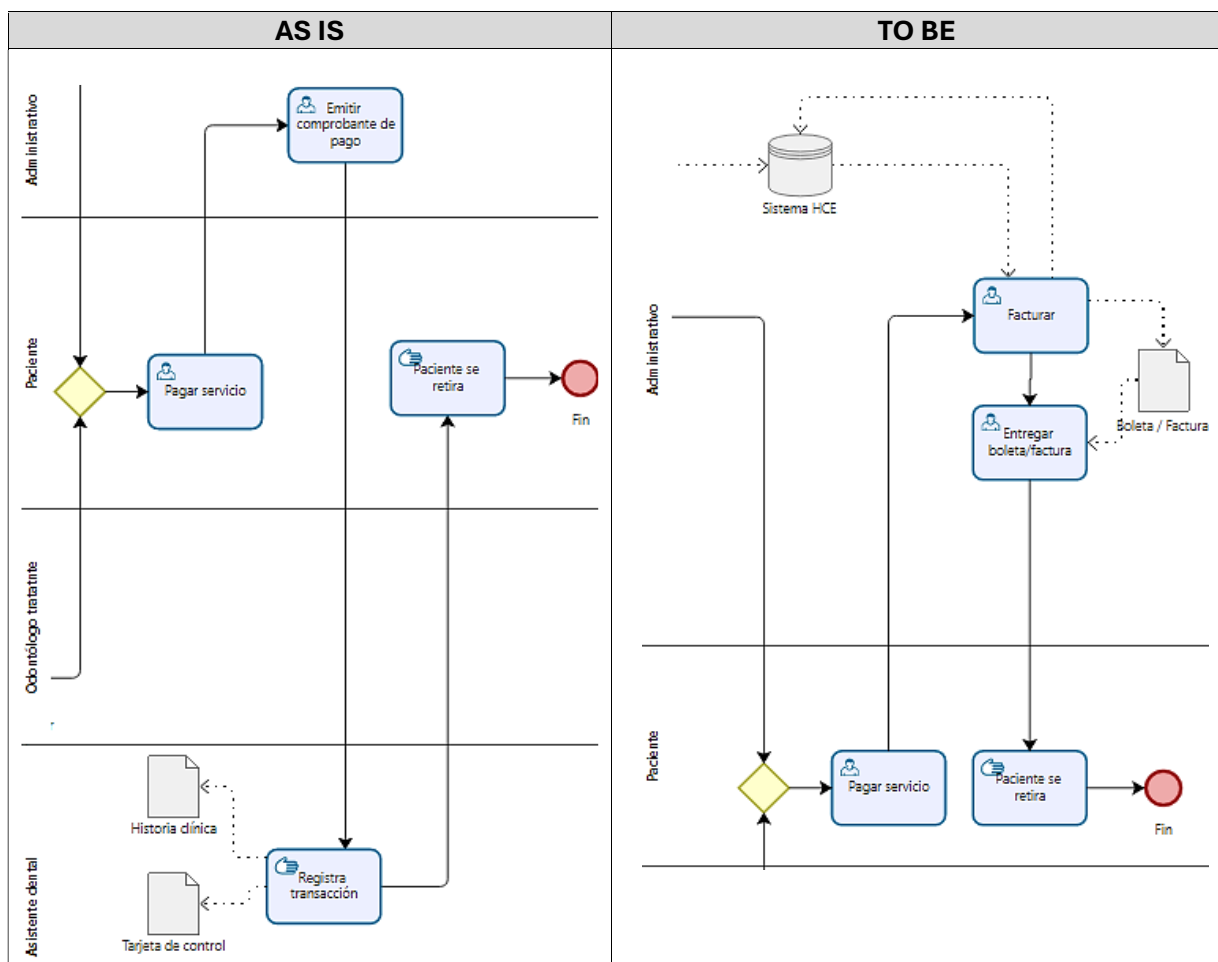 AS IS
TO BE
Administrativo
Emitir
comprobante de
pago
Paciente
Pagar servicio
Paciente se
retira
Fin
Odontólogo tratatnte
Asistente dental
Historia clínica
Tarjeta de control
Registra
transacción
Administrativo
Sistema HCE
Facturar
Boleta / Factura
Entregar
boleta/factura
Paciente
Pagar servicio
Paciente se
retira
Fin